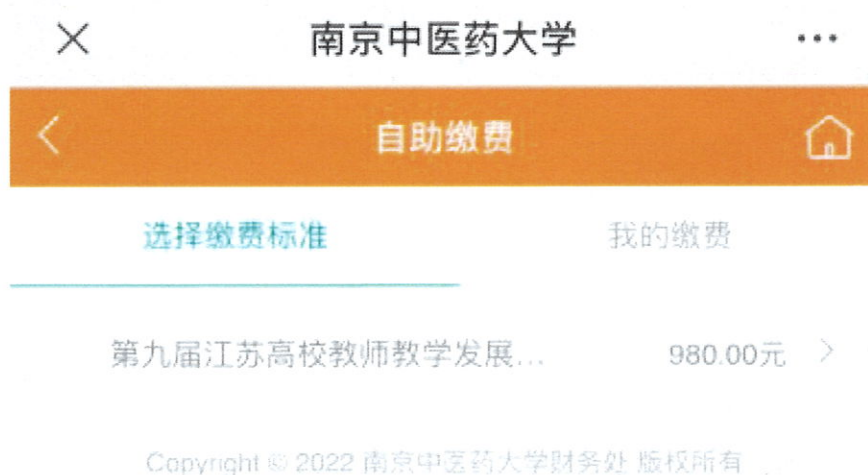 南京中医药大学
自助缴费
选择缴费标准 我的缴费
第九届江苏高校教师教学发展... 980.00元
Copyright © 2022 南京中医药大学财务处 版权所有